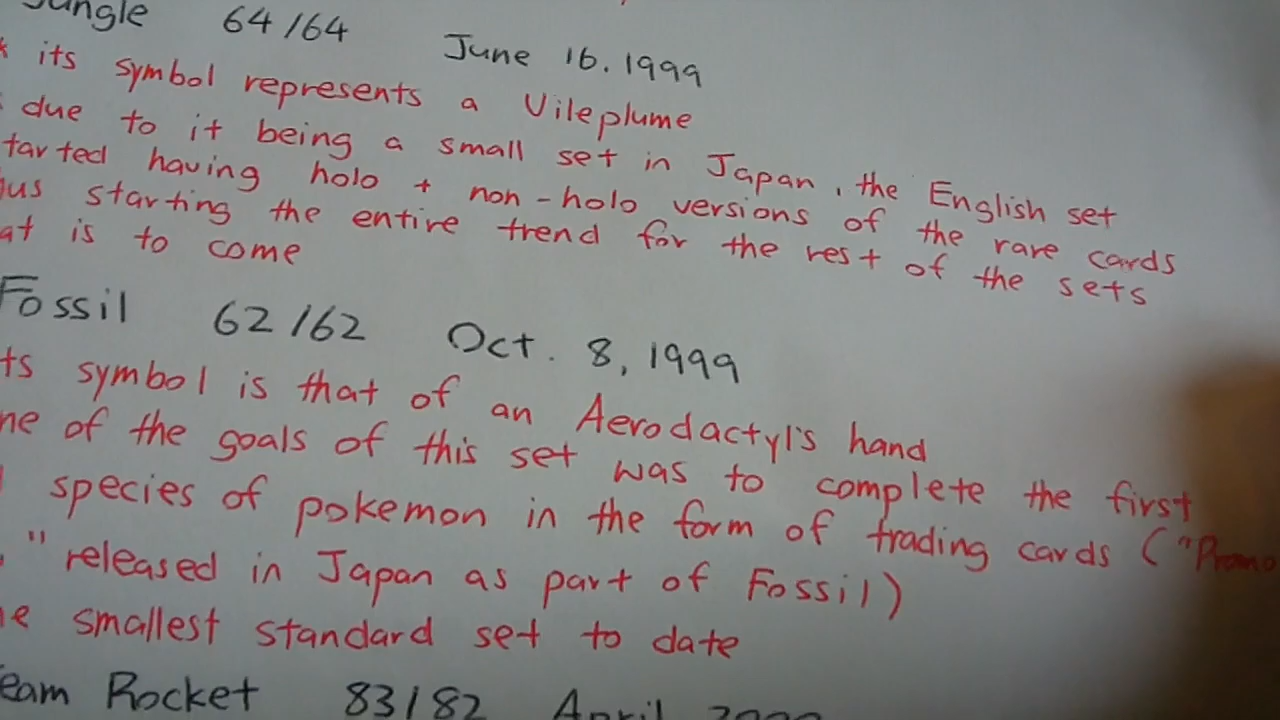 Jungle 64/64 June 16. 1999
its symbol represents a Vileplume
due to it being a small set in Japan, the English set
tarted having holo + non-holo versions of the rare cards
us starting the entire trend for the rest of the sets
at is to come
Fossil 62/62 Oct. 8, 1999
ts symbol is that of an Aerodactyl's hand
ne of the goals of this set was to complete the first
species of pokemon in the form of trading cards ("Promo
" released in Japan as part of Fossil)
e smallest standard set to date
eam Rocket 83/82 April 2000